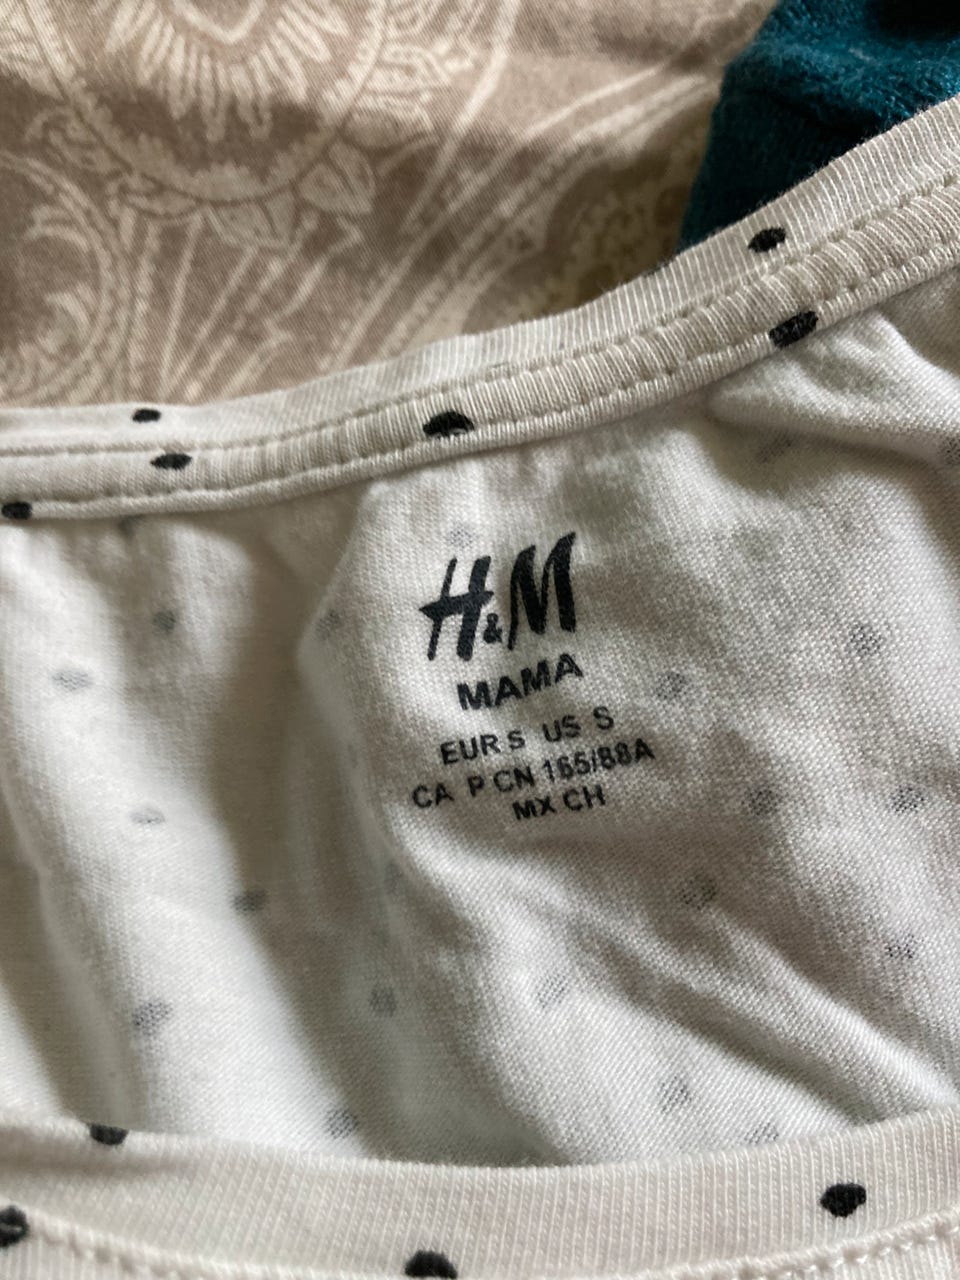 H&M
MAMA
EUR S US S
CA P CN 165/88A
MX CH